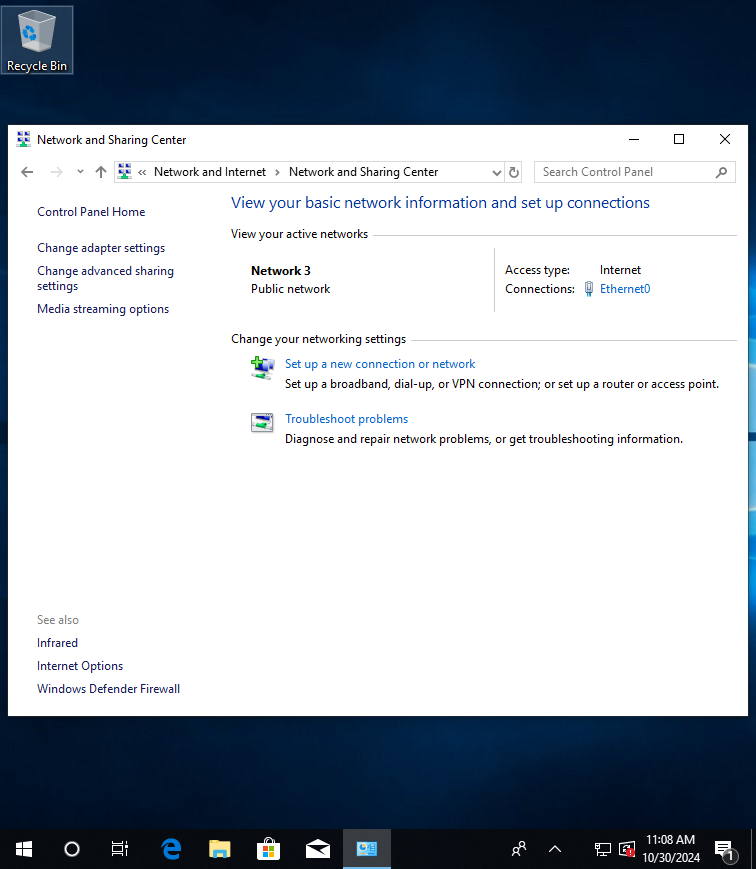 Recycle Bin
Network and Sharing Center
« Network and Internet › Network and Sharing Center
Search Control Panel
Control Panel Home
Change adapter settings
Change advanced sharing
settings
Media streaming options
View your basic network information and set up connections
View your active networks
Network 3
Public network
Access type: Internet
Connections: Ethernet0
Change your networking settings
Set up a new connection or network
Set up a broadband, dial-up, or VPN connection; or set up a router or access point.
Troubleshoot problems
Diagnose and repair network problems, or get troubleshooting information.
See also
Infrared
Internet Options
Windows Defender Firewall
11:08 AM
10/30/2024
1